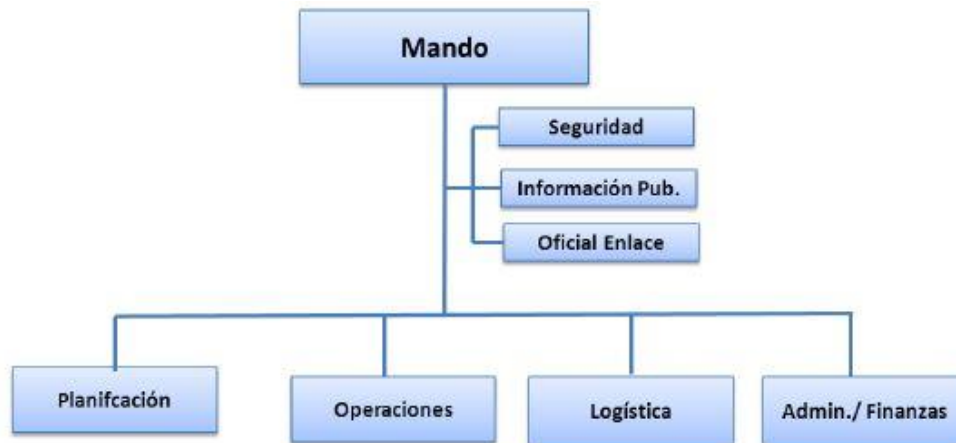 Mando
Seguridad
Información Pub.
Oficial Enlace
Planifcación
Operaciones
Logística
Admin./ Finanzas